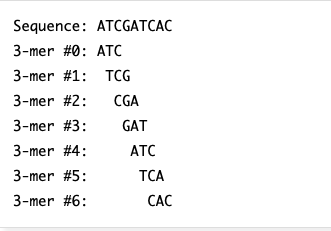 Sequence: ATCGATCAC
3-mer #0: ATC
3-mer #1:  TCG
3-mer #2:   CGA
3-mer #3:    GAT
3-mer #4:     ATC
3-mer #5:      TCA
3-mer #6:       CAC